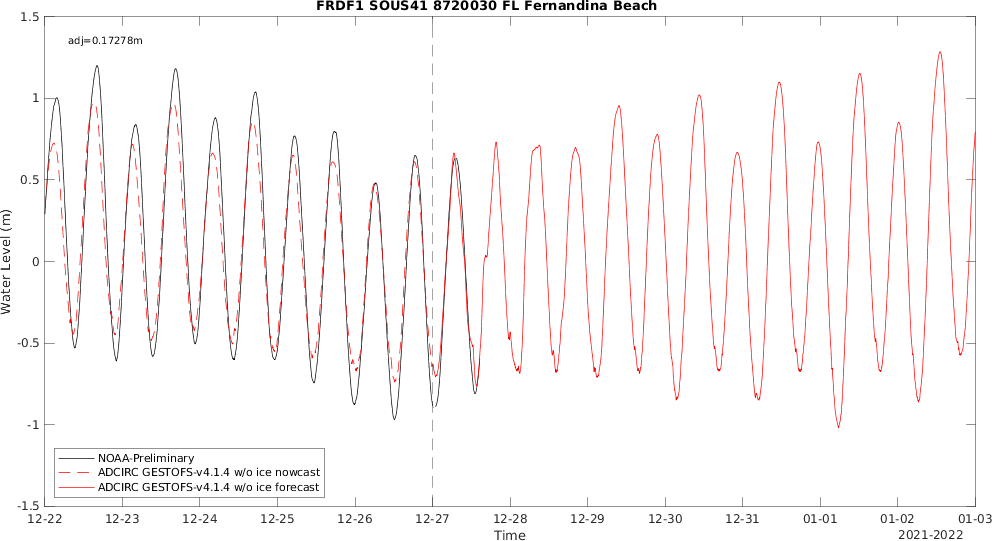 FRDF1 SOUS41 8720030 FL Fernandina Beach
1.5
adj=0.17278m
1
0.5
0
-0.5
-1
-1.5
Water Level (m)
NOAA-Preliminary
ADCIRC GESTOFS-v4.1.4 w/o ice nowcast
ADCIRC GESTOFS-v4.1.4 w/o ice forecast
12-22 12-23 12-24 12-25 12-26 12-27 12-28 12-29 12-30 12-31 01-01 01-02 01-03
Time
2021-2022